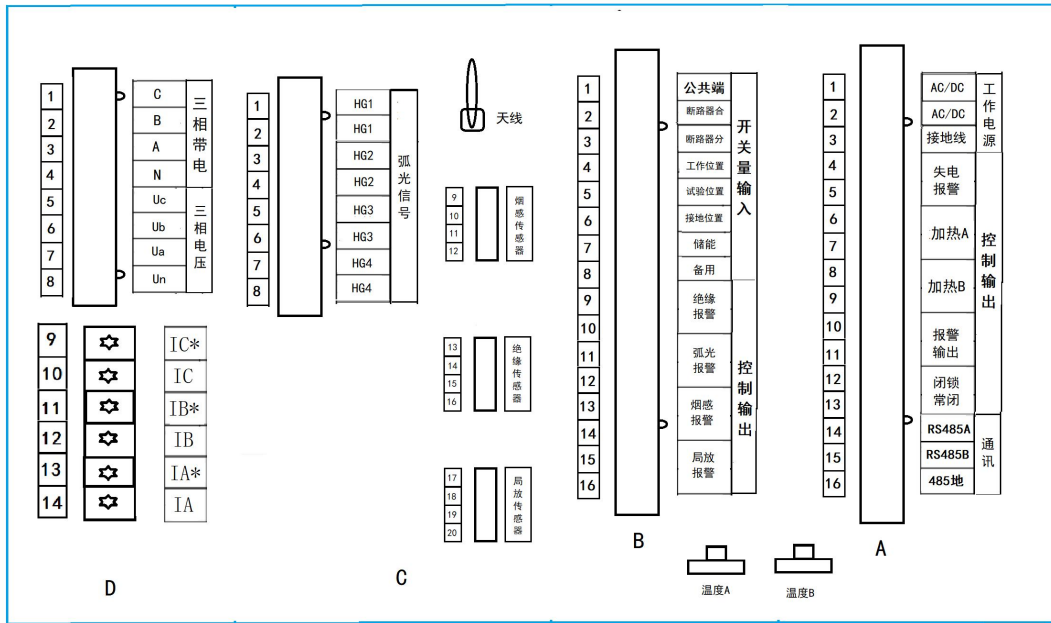 1
2
3
4
5
6
7
8
C
B
A
N
Uc
Ub
Ua
Un
三相带电
三相电压
9
10
11
12
13
14
IC*
IC
IB*
IB
IA*
IA
D
1
2
3
4
5
6
7
8
HG1
HG1
HG2
HG2
HG3
HG3
HG4
HG4
弧光信号
天线
9
10
11
12
烟感传感器
13
14
15
16
绝缘传感器
17
18
19
20
局放传感器
C
1
2
3
4
5
6
7
8
9
10
11
12
13
14
15
16
公共端
断路器合
断路器分
工作位置
试验位置
接地位置
储能
备用
绝缘
报警
弧光
报警
烟感
报警
局放
报警
开关量输入
控制输出
B
1
2
3
4
5
6
7
8
9
10
11
12
13
14
15
16
AC/DC
AC/DC
接地线
失电
报警
加热A
加热B
报警
输出
闭锁
常闭
RS485A
RS485B
485地
工作电源
控制输出
通讯
A
温度A
温度B